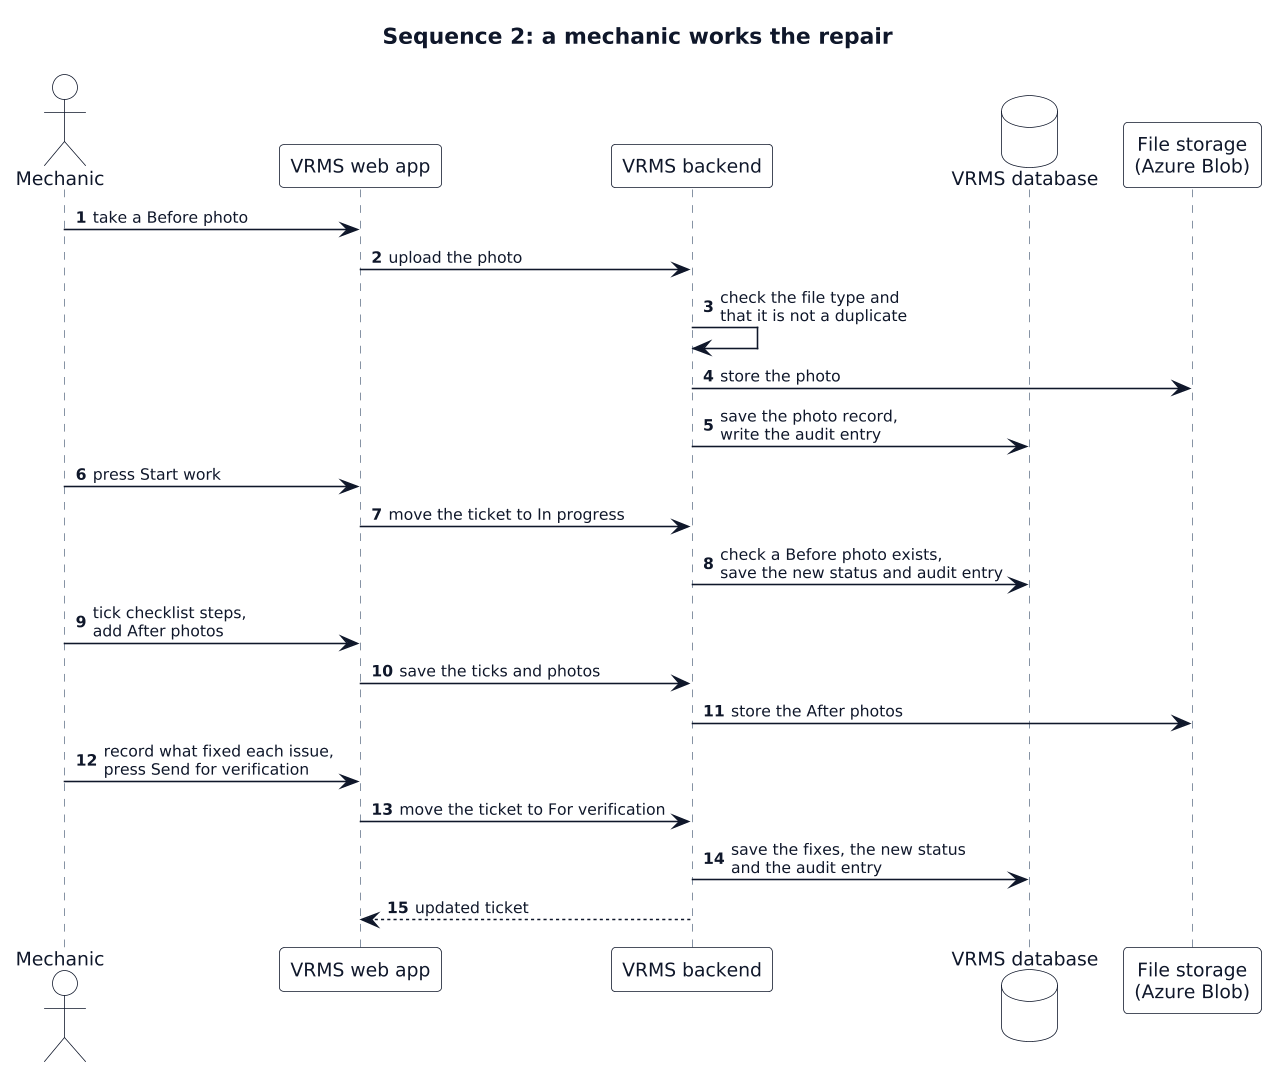 Sequence 2: a mechanic works the repair
Mechanic
VRMS web app
VRMS backend
VRMS database
File storage
(Azure Blob)
1 take a Before photo
2 upload the photo
3 check the file type and
that it is not a duplicate
4 store the photo
5 save the photo record,
write the audit entry
6 press Start work
7 move the ticket to In progress
8 check a Before photo exists,
save the new status and audit entry
9 tick checklist steps,
add After photos
10 save the ticks and photos
11 store the After photos
12 record what fixed each issue,
press Send for verification
13 move the ticket to For verification
14 save the fixes, the new status
and the audit entry
15 updated ticket
Mechanic
VRMS web app
VRMS backend
VRMS database
File storage
(Azure Blob)